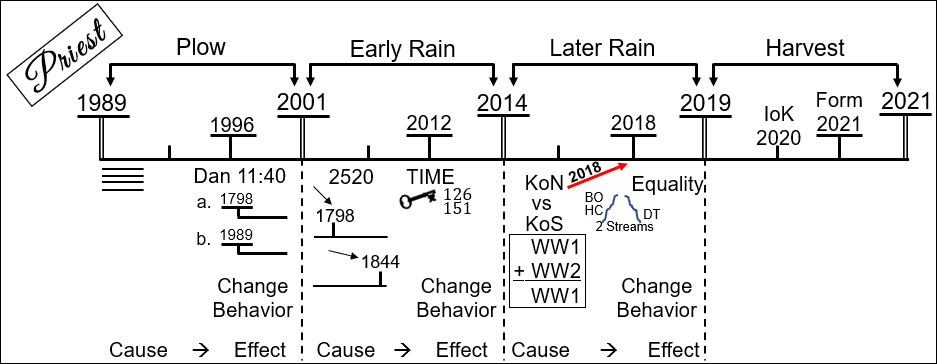 Priest
Plow
Early Rain
Later Rain
Harvest
1989
2001
2014
2019
2021
1996
2012
2018
IoK
2020
Form
2021
Dan 11:40
a. 1798
b. 1989
2520
1798
1844
TIME
126
151
KoN
vs
KoS
2018
WW1
+ WW2
WW1
Equality
BO
HC
DT
2 Streams
Change
Behavior
Change
Behavior
Change
Behavior
Cause → Effect
Cause → Effect
Cause → Effect